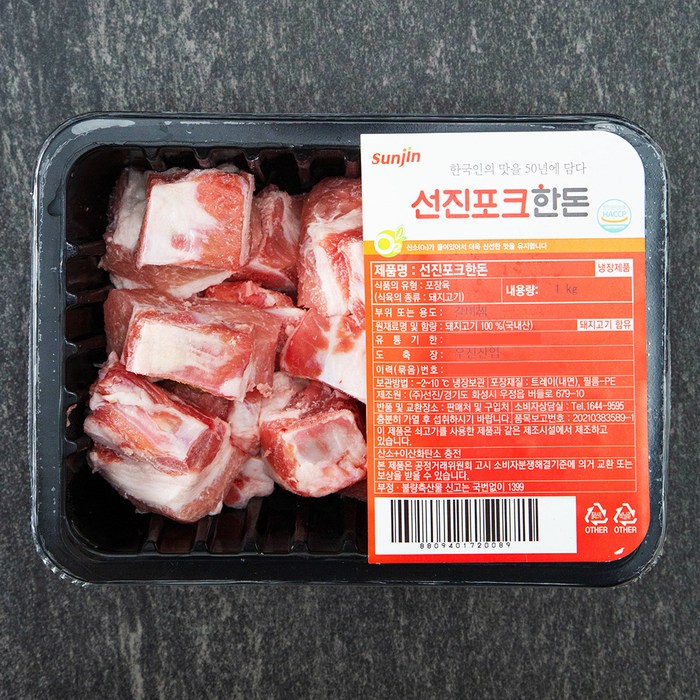 sunjin
한국인의 맛을 50년에 담다
선진포크한돈
HACCP
O₂
산소(O₂)가 들어있어서 더욱 신선한 맛을 유지합니다
제품명 : 선진포크한돈
냉장제품
식품의 유형 : 포장육
(식육의 종류 : 돼지고기)
내용량: 1 kg
부위 또는 용도:
원재료명 및 함량 : 돼지고기 100 %(국내산)
돼지고기 함유
유 통 기 한 :
도 축 장 :
이력(묶음)번호 :
보관방법 : -2~10 ℃ 냉장보관 포장재질 : 트레이(내면), 필름-PE
제조원 : (주)선진/경기도 화성시 우정읍 버들로 679-10
반품 및 교환장소 : 판매처 및 구입처 소비자상담실 : Tel.1644-9595
충분히 가열 후 섭취하시기 바랍니다. 품목보고번호 : 20210383589-1
이 제품은 쇠고기를 사용한 제품과 같은 제조시설에서 제조하고
있습니다.
산소+이산화탄소 충전
본 제품은 공정거래위원회 고시 소비자분쟁해결기준에 의거 교환 또는
보상을 받을 수 있습니다.
부정·불량축산물 신고는 국번없이 1399
8809401720089
OTHER
OTHER